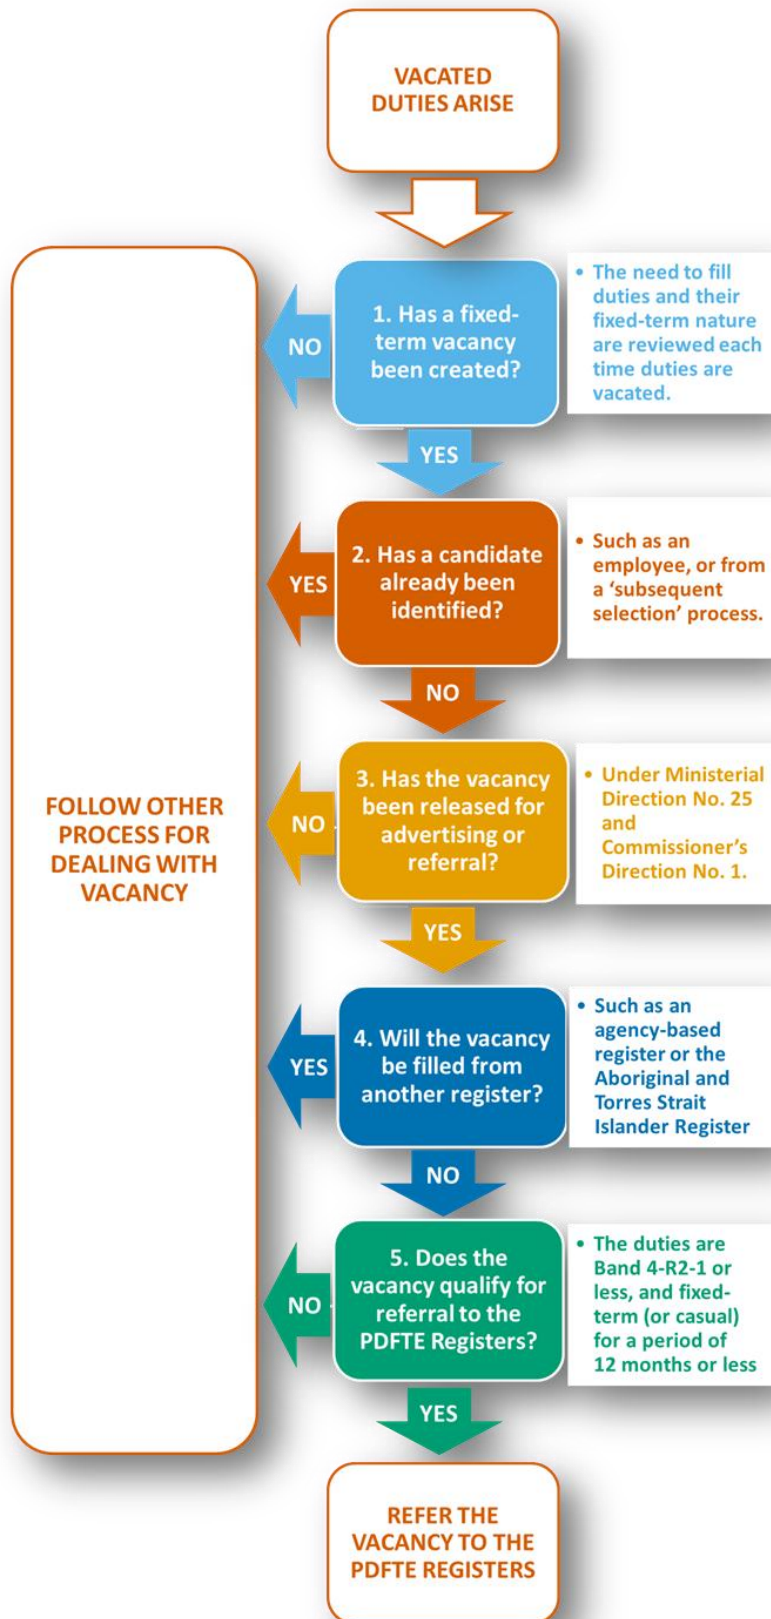 VACATED
DUTIES ARISE
1. Has a fixed-
term vacancy
been created?
• The need to fill
duties and their
fixed-term nature
are reviewed each
time duties are
vacated.
NO
YES
2. Has a candidate
already been
identified?
• Such as an
employee, or from
a ‘subsequent
selection’ process.
YES
NO
3. Has the vacancy
been released for
advertising or
referral?
• Under Ministerial
Direction No. 25
and
Commissioner’s
Direction No. 1.
NO
YES
FOLLOW OTHER
PROCESS FOR
DEALING WITH
VACANCY
4. Will the vacancy
be filled from
another register?
• Such as an
agency-based
register or the
Aboriginal and
Torres Strait
Islander Register
YES
NO
5. Does the
vacancy qualify for
referral to the
PDFTE Registers?
• The duties are
Band 4-R2-1 or
less, and fixed-
term (or casual)
for a period of
12 months or less
NO
YES
REFER THE
VACANCY TO THE
PDFTE REGISTERS